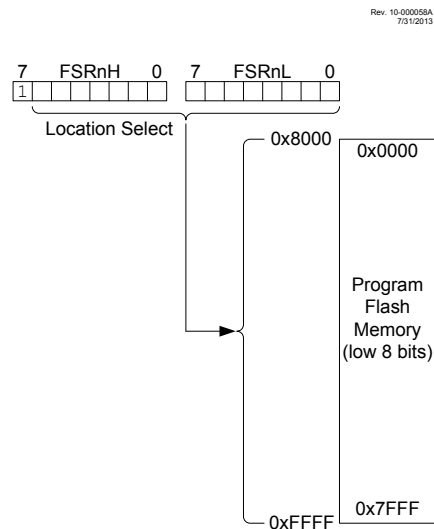 Rev. 10-000058A
7/31/2013
7 FSRnH 0 7 FSRnL 0
1
Location Select
0x8000
0x0000
Program
Flash
Memory
(low 8 bits)
0x7FFF
0xFFFF